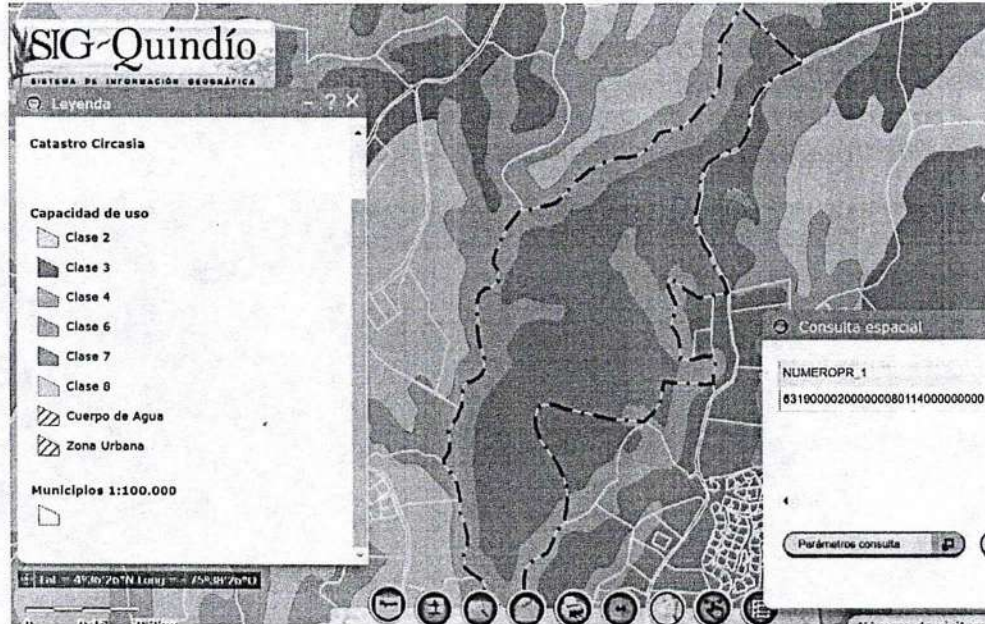 SIG~Quindío
SISTEMA DE INFORMACIÓN GEOGRÁFICA
Leyenda – ? X
Catastro Circasia
Capacidad de uso
Clase 2
Clase 3
Clase 4
Clase 6
Clase 7
Clase 8
Cuerpo de Agua
Zona Urbana
Municipios 1:100.000
Consulta espacial
NUMEROPR_1
Parámetros consulta